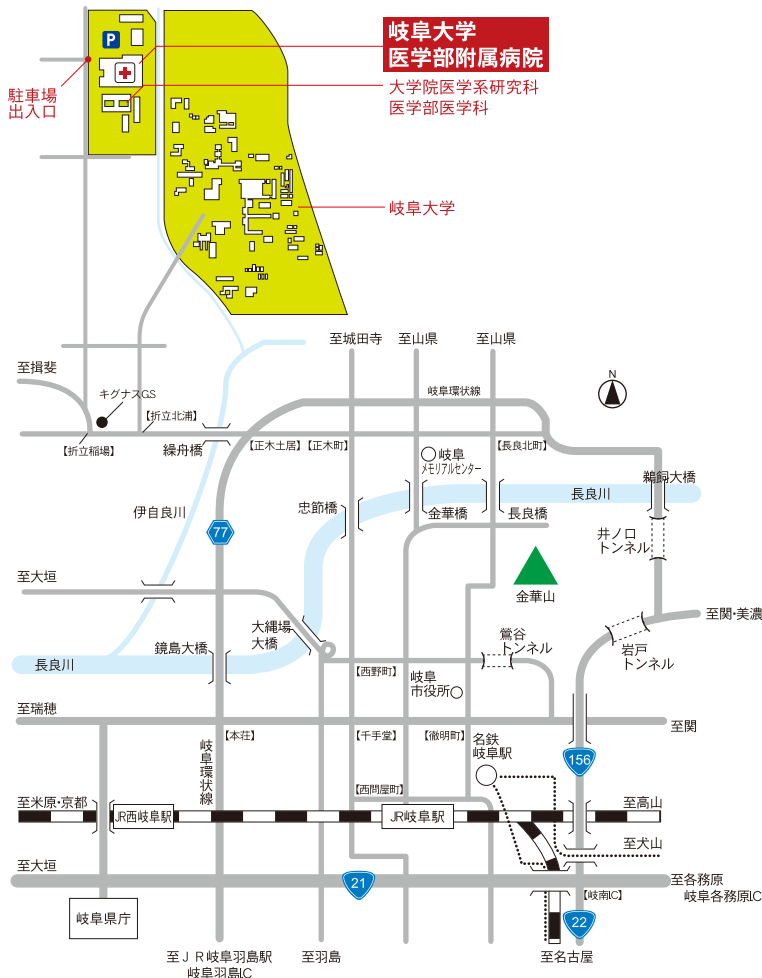 P
岐阜大学
医学部附属病院
大学院医学系研究科
医学部医学科
駐車場
出入口
岐阜大学
至城田寺
至山県
至山県
至揖斐
N
キグナスGS
岐阜環状線
【折立北浦】
【折立稲場】
繰舟橋
【正木土居】
【正木町】
【長良北町】
岐阜
メモリアルセンター
鵜飼大橋
長良川
伊自良川
忠節橋
金華橋
長良橋
77
井ノ口
トンネル
至大垣
金華山
至関・美濃
大縄場
大橋
鶯谷
トンネル
岩戸
トンネル
鏡島大橋
長良川
【西野町】
岐阜
市役所
至瑞穂
至関
【本荘】
【千手堂】
【徹明町】
名鉄
岐阜駅
岐阜環状線
156
【西問屋町】
至米原・京都
JR西岐阜駅
JR岐阜駅
至高山
至犬山
至大垣
21
至各務原
岐阜各務原I.C
【岐南IC】
岐阜県庁
22
至ＪＲ岐阜羽島駅
岐阜羽島I.C
至羽島
至名古屋